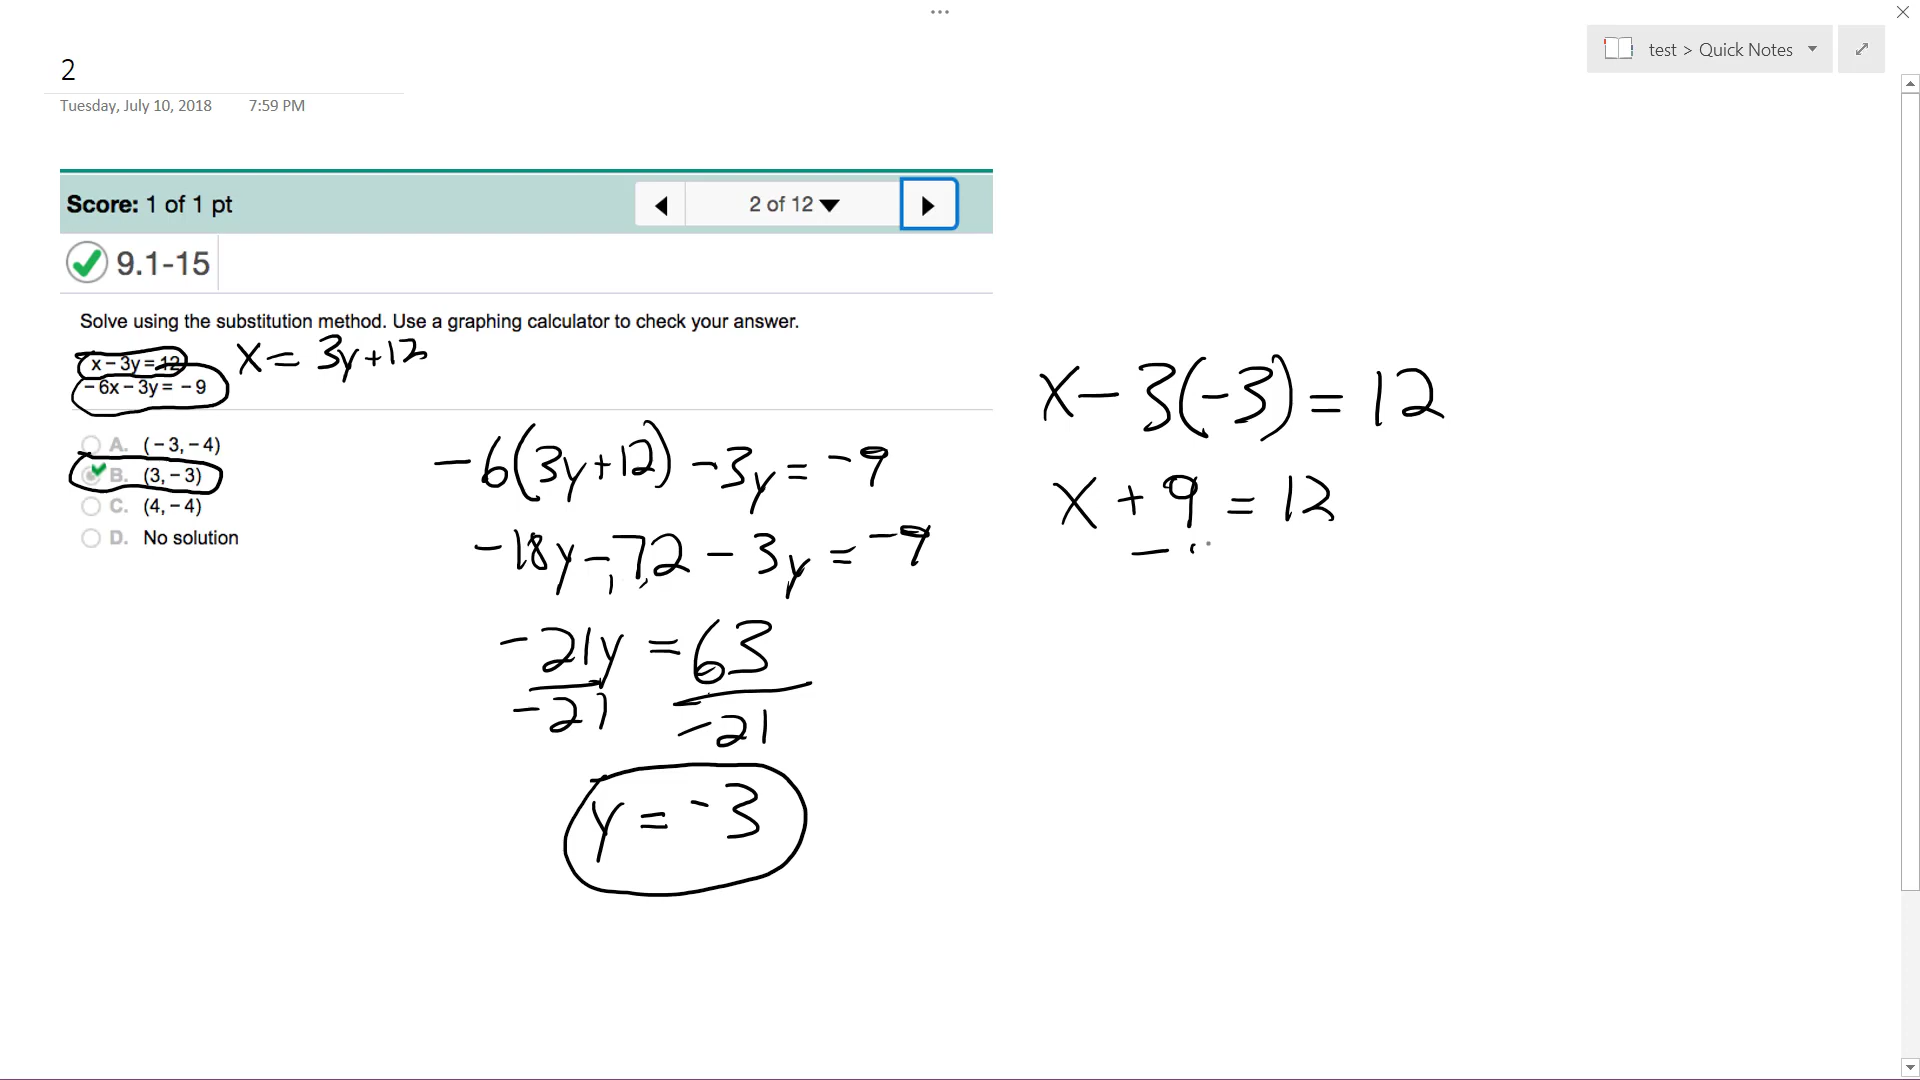 test > Quick Notes
2
Tuesday, July 10, 2018 7:59 PM
Score: 1 of 1 pt
2 of 12
9.1-15
Solve using the substitution method. Use a graphing calculator to check your answer.
x − 3y = 12
− 6x − 3y = − 9
x = 3y + 12
A. (− 3, − 4)
B. (3, − 3)
C. (4, − 4)
D. No solution
-6(3y+12) - 3y = -9
-18y - 72 - 3y = -9
-21y = 63
-21 -21
y = -3
x - 3(-3) = 12
x + 9 = 12